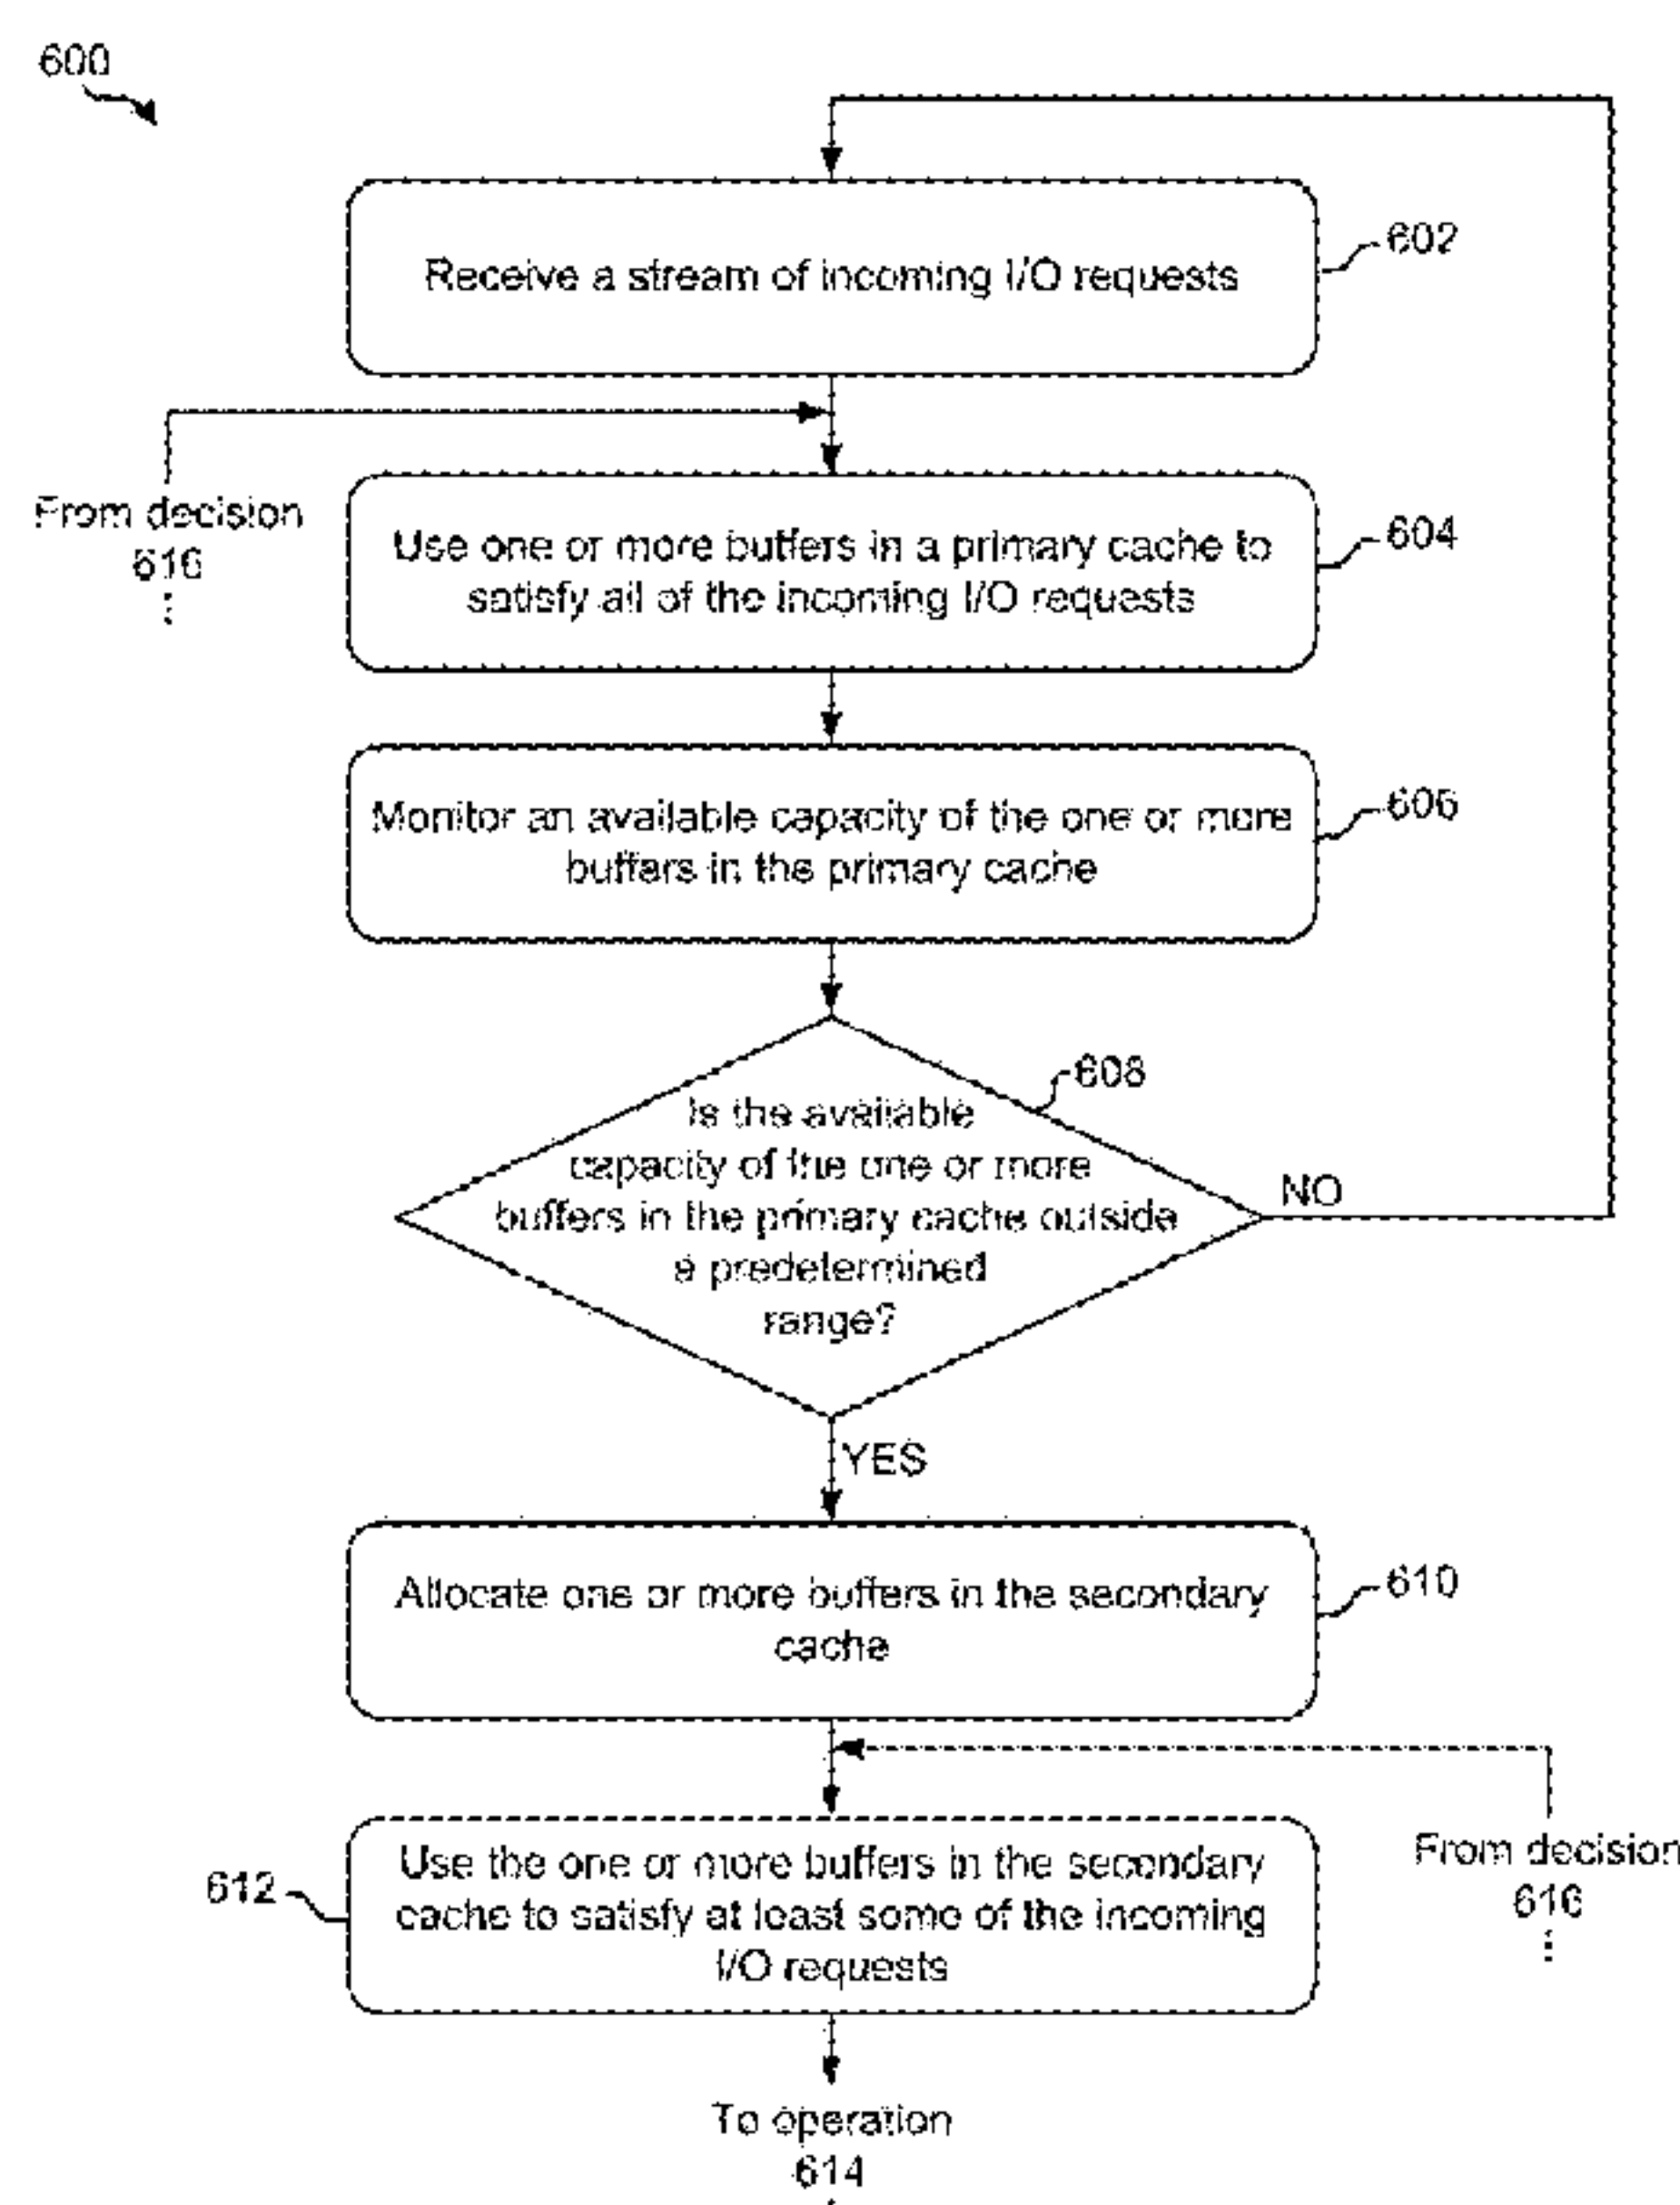 600
Receive a stream of incoming I/O requests
602
From decision
616
Use one or more buffers in a primary cache to
satisfy all of the incoming I/O requests
604
Monitor an available capacity of the one or more
buffers in the primary cache
606
608
Is the available
capacity of the one or more
buffers in the primary cache outside
a predetermined
range?
NO
YES
Allocate one or more buffers in the secondary
cache
610
612
Use the one or more buffers in the secondary
cache to satisfy at least some of the incoming
I/O requests
From decision
616
To operation
614